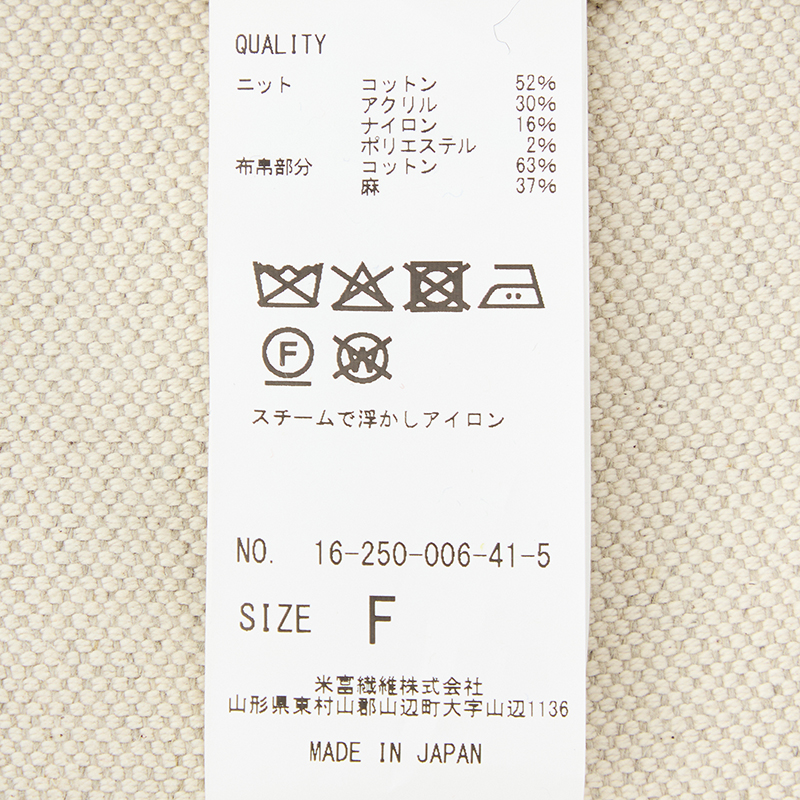 QUALITY
ニット コットン 52%
アクリル 30%
ナイロン 16%
ポリエステル 2%
布帛部分 コットン 63%
麻 37%
F W
スチームで浮かしアイロン
NO. 16-250-006-41-5
SIZE F
米富繊維株式会社
山形県東村山郡山辺町大字山辺1136
MADE IN JAPAN